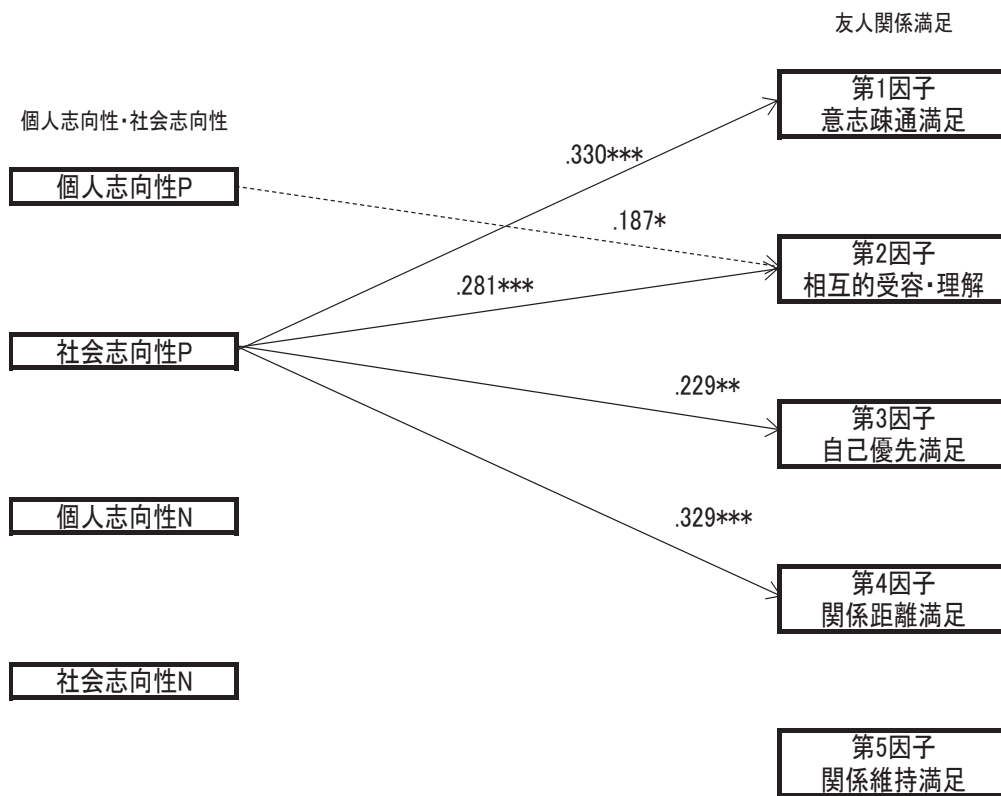 友人関係満足
個人志向性・社会志向性
第1因子
意志疎通満足
.330***
個人志向性P
.187*
第2因子
相互的受容・理解
.281***
社会志向性P
.229**
第3因子
自己優先満足
個人志向性N
.329***
第4因子
関係距離満足
社会志向性N
第5因子
関係維持満足